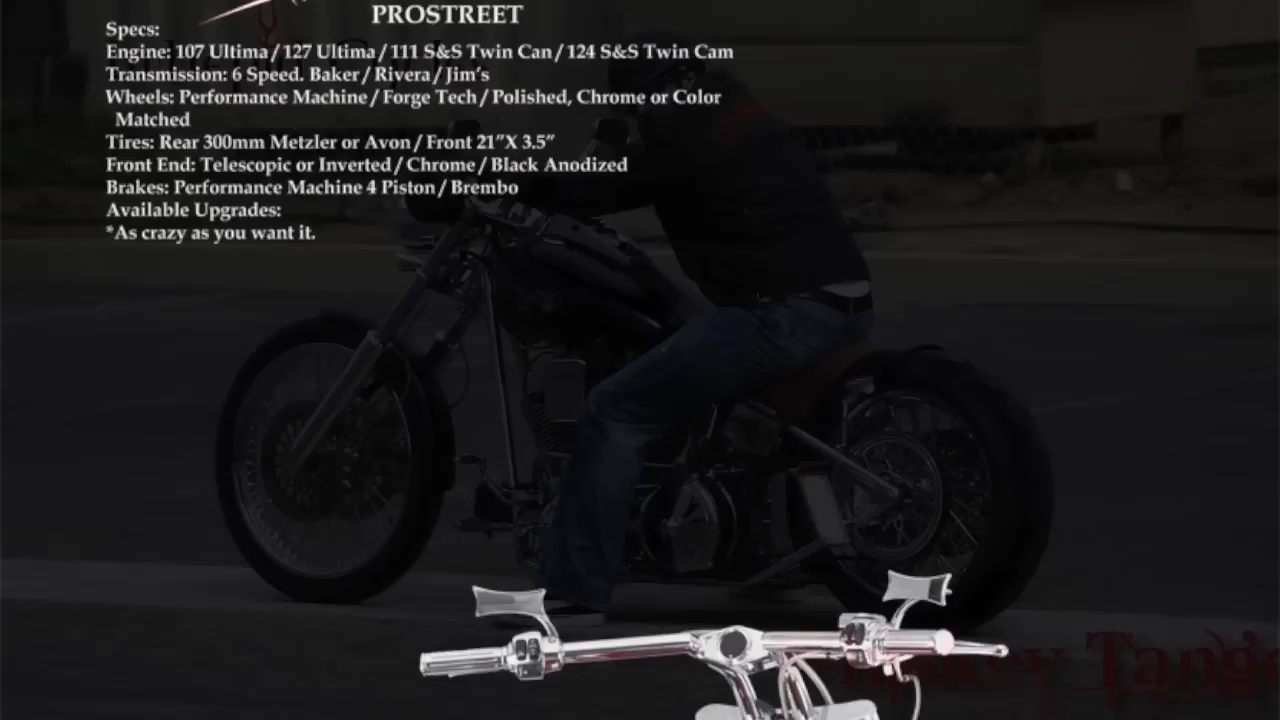 PROSTREET
Specs:
Engine: 107 Ultima / 127 Ultima / 111 S&S Twin Can / 124 S&S Twin Cam
Transmission: 6 Speed. Baker / Rivera / Jim's
Wheels: Performance Machine / Forge Tech / Polished, Chrome or Color
Matched
Tires: Rear 300mm Metzler or Avon / Front 21”X 3.5”
Front End: Telescopic or Inverted / Chrome / Black Anodized
Brakes: Performance Machine 4 Piston / Brembo
Available Upgrades:
*As crazy as you want it.